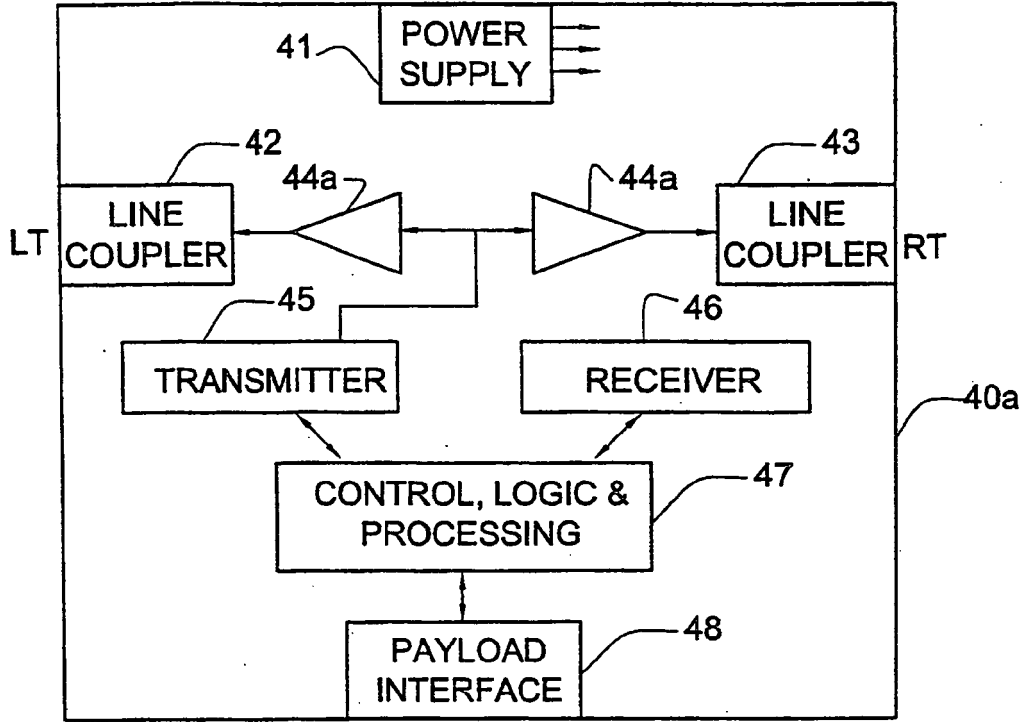 41
POWER
SUPPLY
42
44a
44a
43
LT
LINE
COUPLER
LINE
COUPLER
RT
45
46
TRANSMITTER
RECEIVER
40a
CONTROL, LOGIC &
PROCESSING
47
PAYLOAD
INTERFACE
48